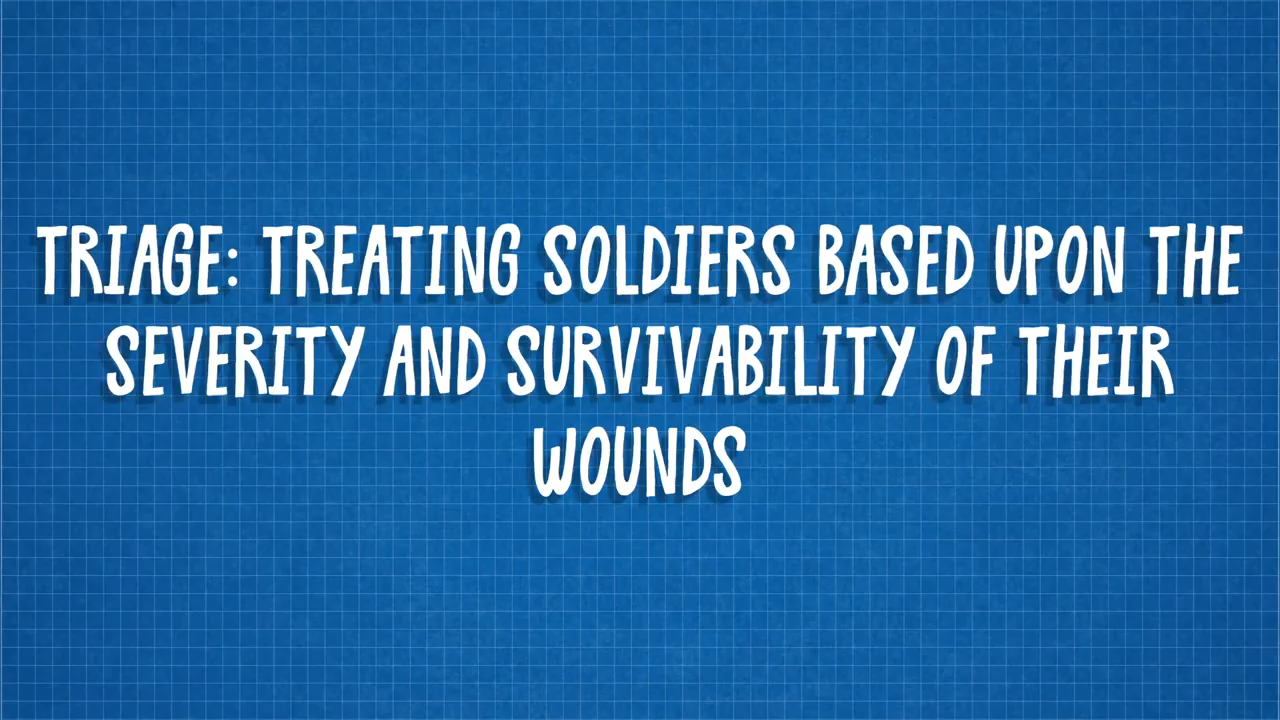 TRIAGE: TREATING SOLDIERS BASED UPON THE
SEVERITY AND SURVIVABILITY OF THEIR
WOUNDS